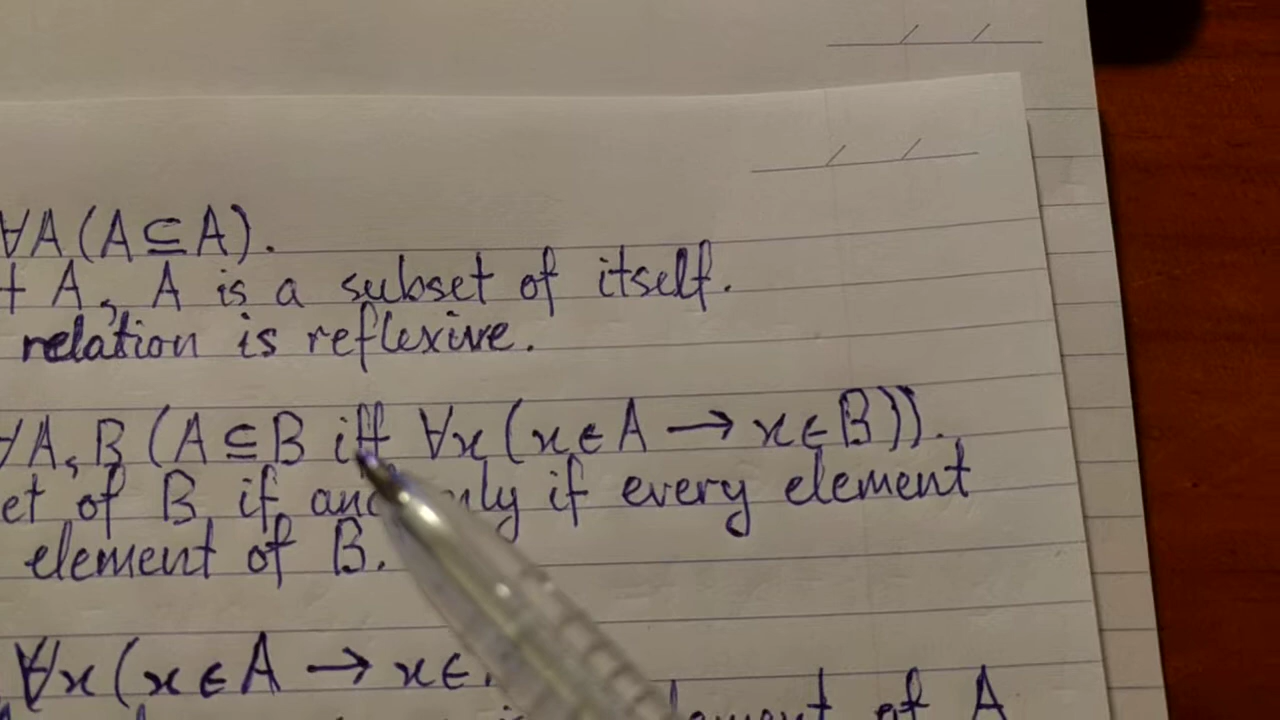 ∀A(A⊆A).
A, A is a subset of itself.
relation is reflexive.
∀A,B (A⊆B iff ∀x(x∈A → x∈B)).
of B if and only if every element
element of B.
∀x(x∈A → x∈
element of A